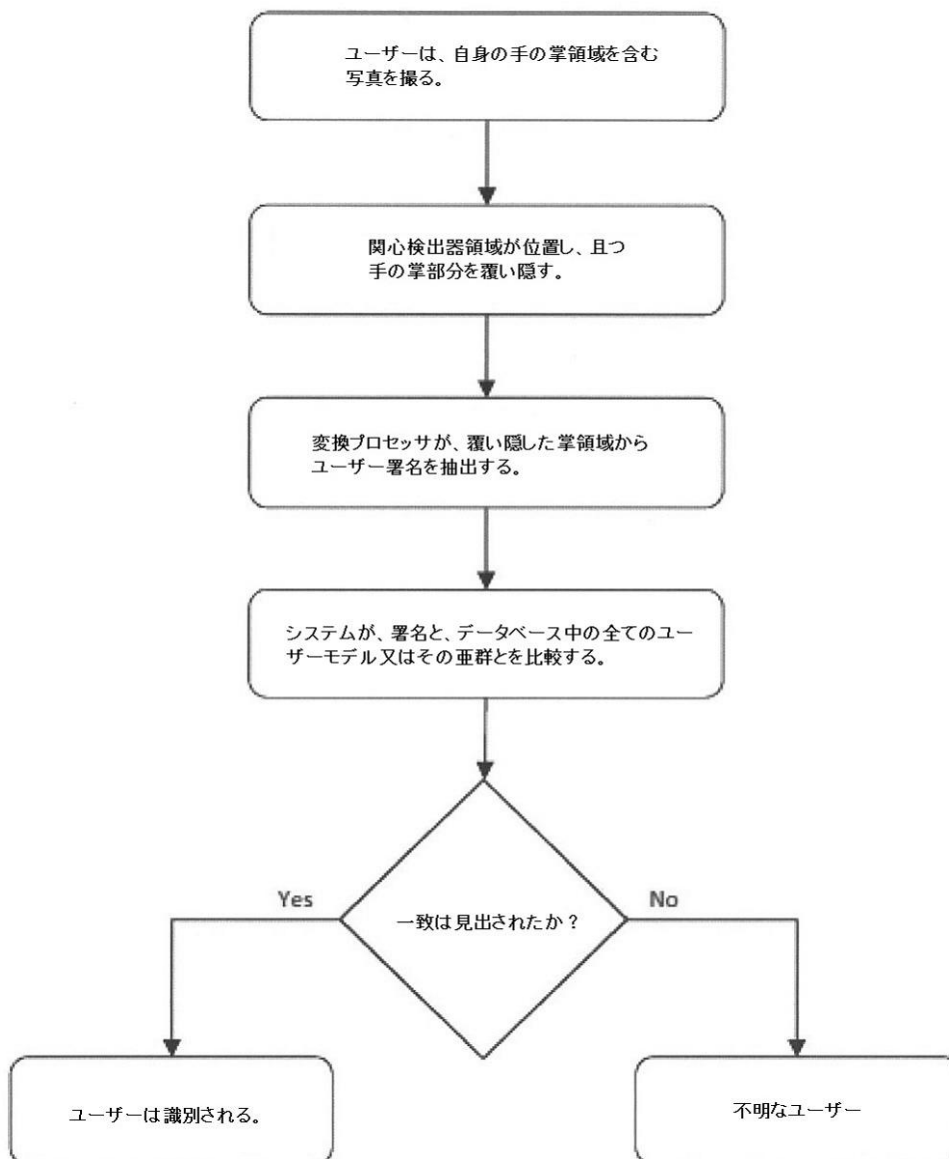 ユーザーは、自身の手の掌領域を含む
写真を撮る。
関心検出器領域が位置し、且つ
手の掌部分を覆い隠す。
変換プロセッサが、覆い隠した掌領域から
ユーザー署名を抽出する。
システムが、署名と、データベース中の全てのユー
ザーモデル又はその亜群とを比較する。
Yes
No
一致は見出されたか？
ユーザーは識別される。
不明なユーザー